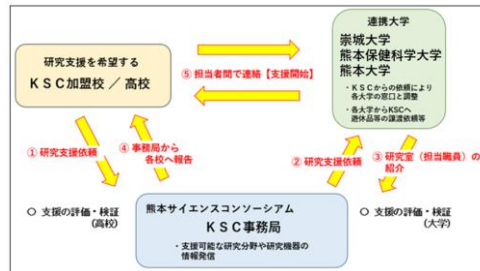 研究支援を希望する
ＫＳＣ加盟校 ／ 高校
連携大学
崇城大学
熊本保健科学大学
熊本大学
・ＫＳＣからの依頼により
各大学の窓口と調整
・各大学からKSCへ
遊休品等の譲渡依頼等
⑤ 担当者間で連絡【支援開始】
① 研究支援依頼
④ 事務局から
各校へ報告
② 研究支援依頼
③ 研究室（担当職員）の
紹介
○ 支援の評価・検証
(高校)
熊本サイエンスコンソーシアム
ＫＳＣ事務局
・支援可能な研究分野や研究機器の
情報発信
○ 支援の評価・検証
(大学)